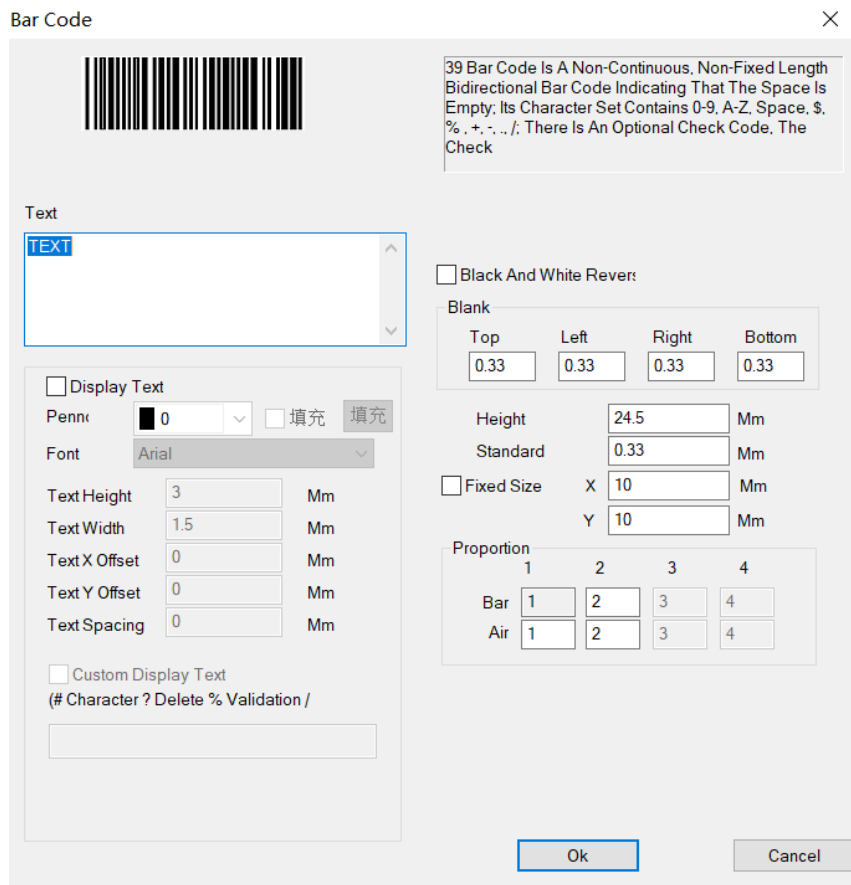 Bar Code
39 Bar Code Is A Non-Continuous, Non-Fixed Length
Bidirectional Bar Code Indicating That The Space Is
Empty; Its Character Set Contains 0-9, A-Z, Space, $,
% , +, -, ., /; There Is An Optional Check Code, The
Check
Text
TEXT
Black And White Revers
Blank
Top Left Right Bottom
0.33 0.33 0.33 0.33
Display Text
Penno 0 填充 填充
Font Arial
Text Height 3 Mm
Text Width 1.5 Mm
Text X Offset 0 Mm
Text Y Offset 0 Mm
Text Spacing 0 Mm
Custom Display Text
(# Character ? Delete % Validation /
Height 24.5 Mm
Standard 0.33 Mm
Fixed Size X 10 Mm
Y 10 Mm
Proportion
1 2 3 4
Bar 1 2 3 4
Air 1 2 3 4
Ok Cancel